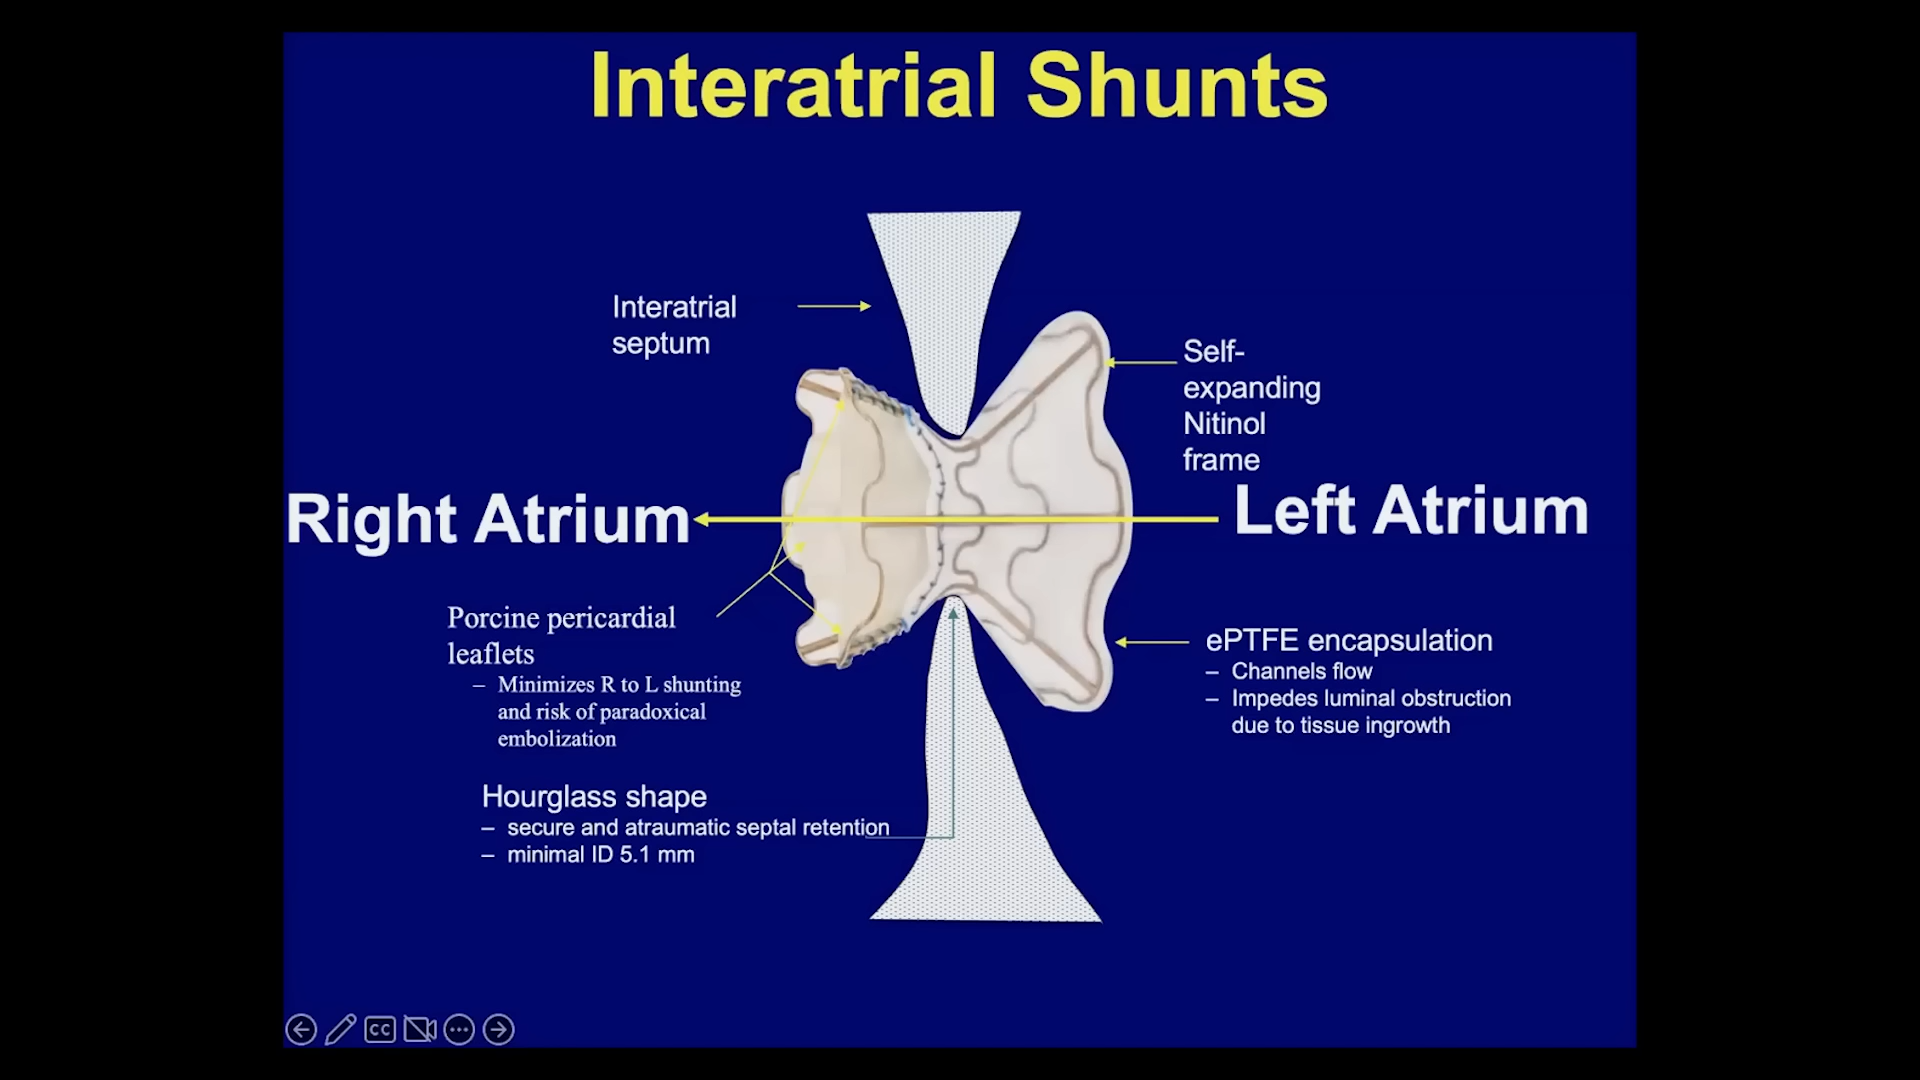 Interatrial Shunts
Interatrial
septum
Self-
expanding
Nitinol
frame
Right Atrium
Left Atrium
Porcine pericardial
leaflets
– Minimizes R to L shunting
and risk of paradoxical
embolization
ePTFE encapsulation
– Channels flow
– Impedes luminal obstruction
due to tissue ingrowth
Hourglass shape
– secure and atraumatic septal retention
– minimal ID 5.1 mm
CC